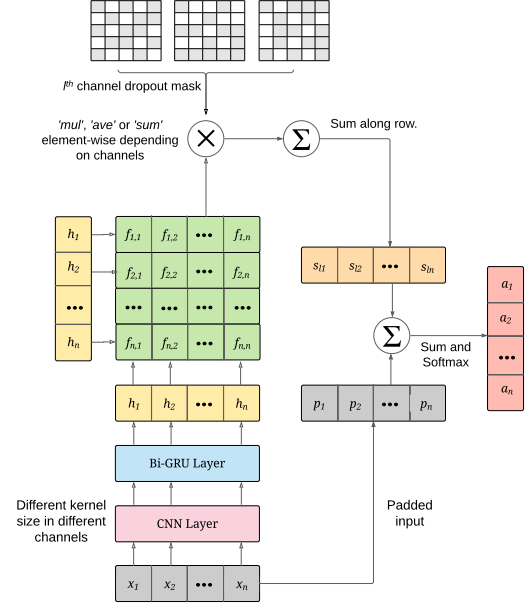 lth channel dropout mask
'mul', 'ave' or 'sum'
element-wise depending
on channels
×
Σ
Sum along row.
h1
h2
•••
hn
f1,1 f1,2 ••• f1,n
f2,1 f2,2 ••• f2,n
••• ••• ••• •••
fn,1 fn,2 ••• fn,n
sl1 sl2 ••• sln
Σ
Sum and
Softmax
a1
a2
•••
an
h1 h2 ••• hn
p1 p2 ••• pn
Bi-GRU Layer
Different kernel
size in different
channels
CNN Layer
Padded
input
x1 x2 ••• xn